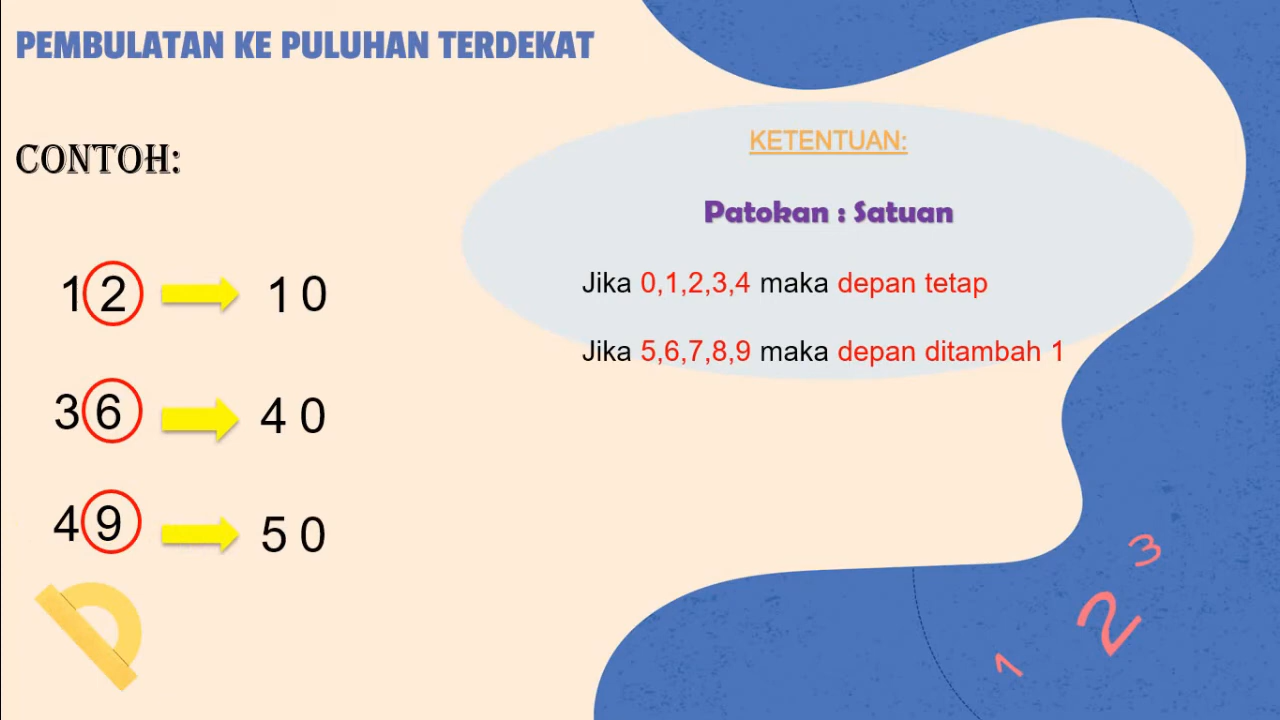 PEMBULATAN KE PULUHAN TERDEKAT
CONTOH:
12 10
36 40
49 50
KETENTUAN:
Patokan : Satuan
Jika 0,1,2,3,4 maka depan tetap
Jika 5,6,7,8,9 maka depan ditambah 1
1 2 3